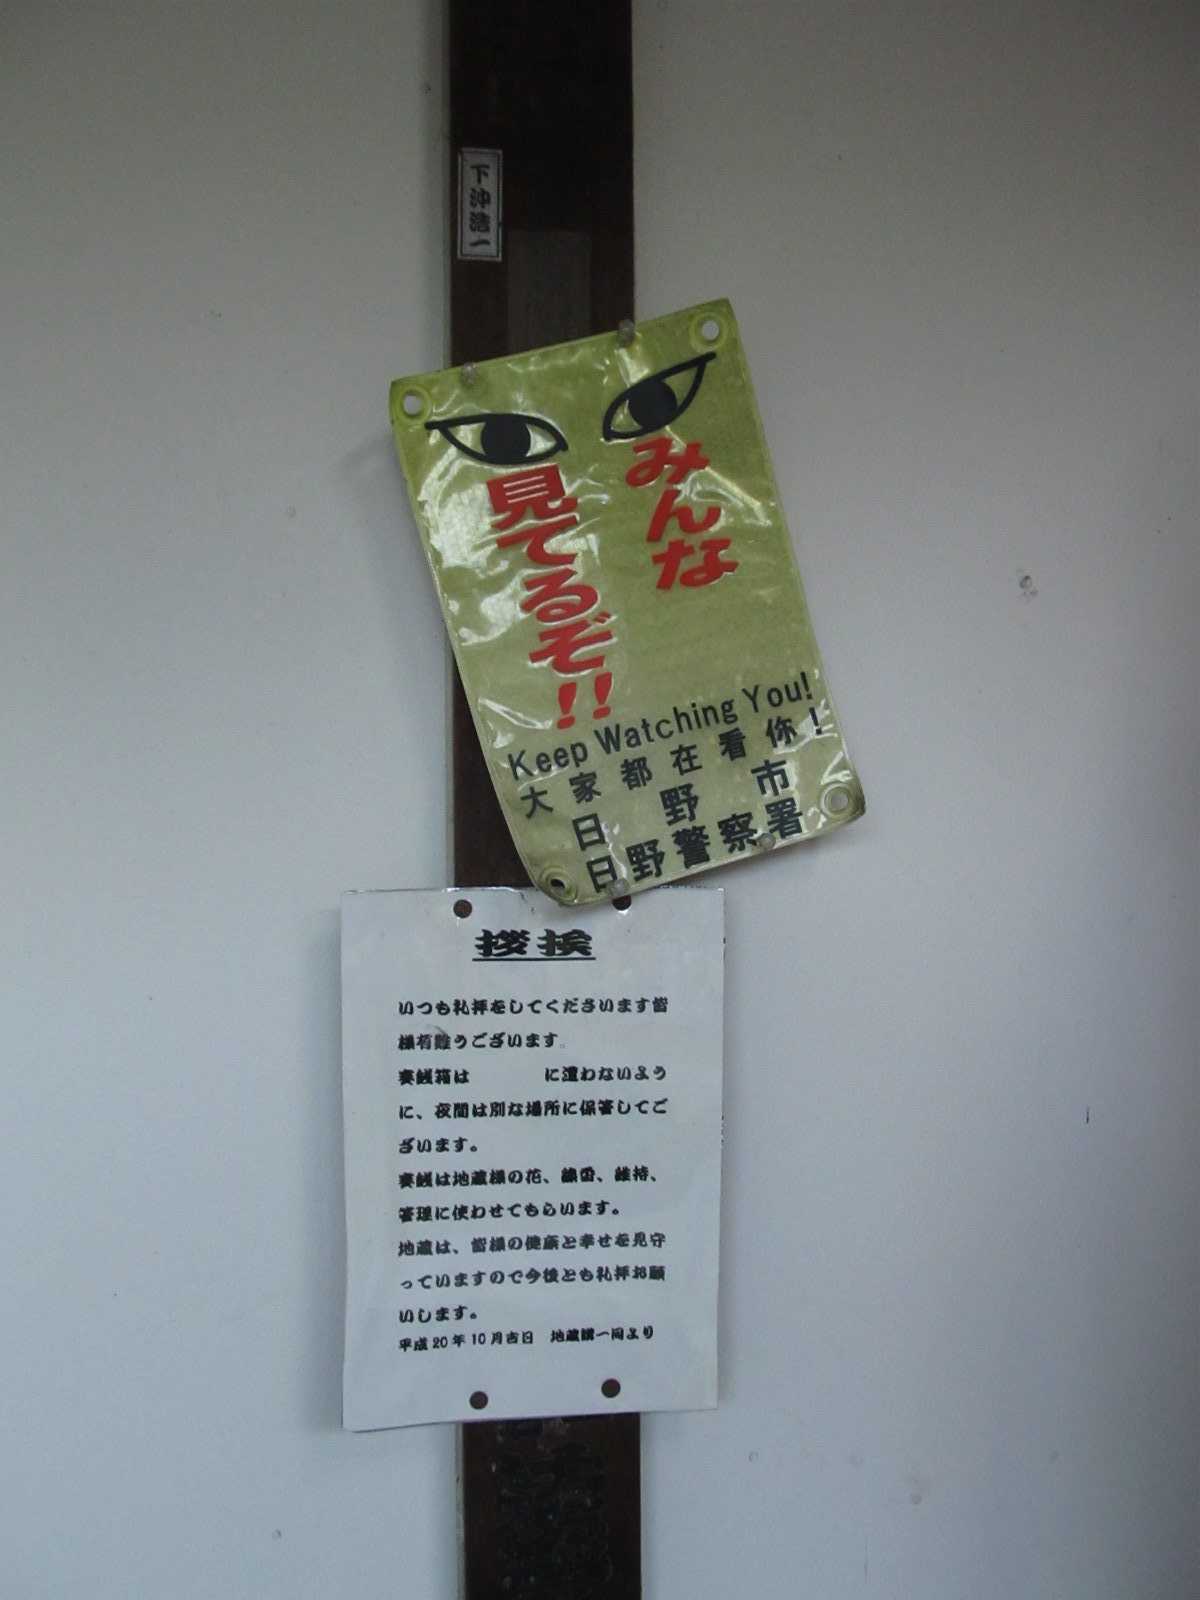 下沖浩一
みんな
見てるぞ!!
Keep Watching You!
大家都在看你!
日野市
日野警察署
挨拶
いつも礼拝をしてくださいます皆
様有難うございます。
賽銭箱は に遭わないよう
に、夜間は別な場所に保管してご
ざいます。
賽銭は地蔵様の花、線香、維持、
管理に使わせてもらいます。
地蔵は、皆様の健康と幸せを見守
っていますので今後とも礼拝お願
いします。
平成20年10月吉日 地蔵講一同より